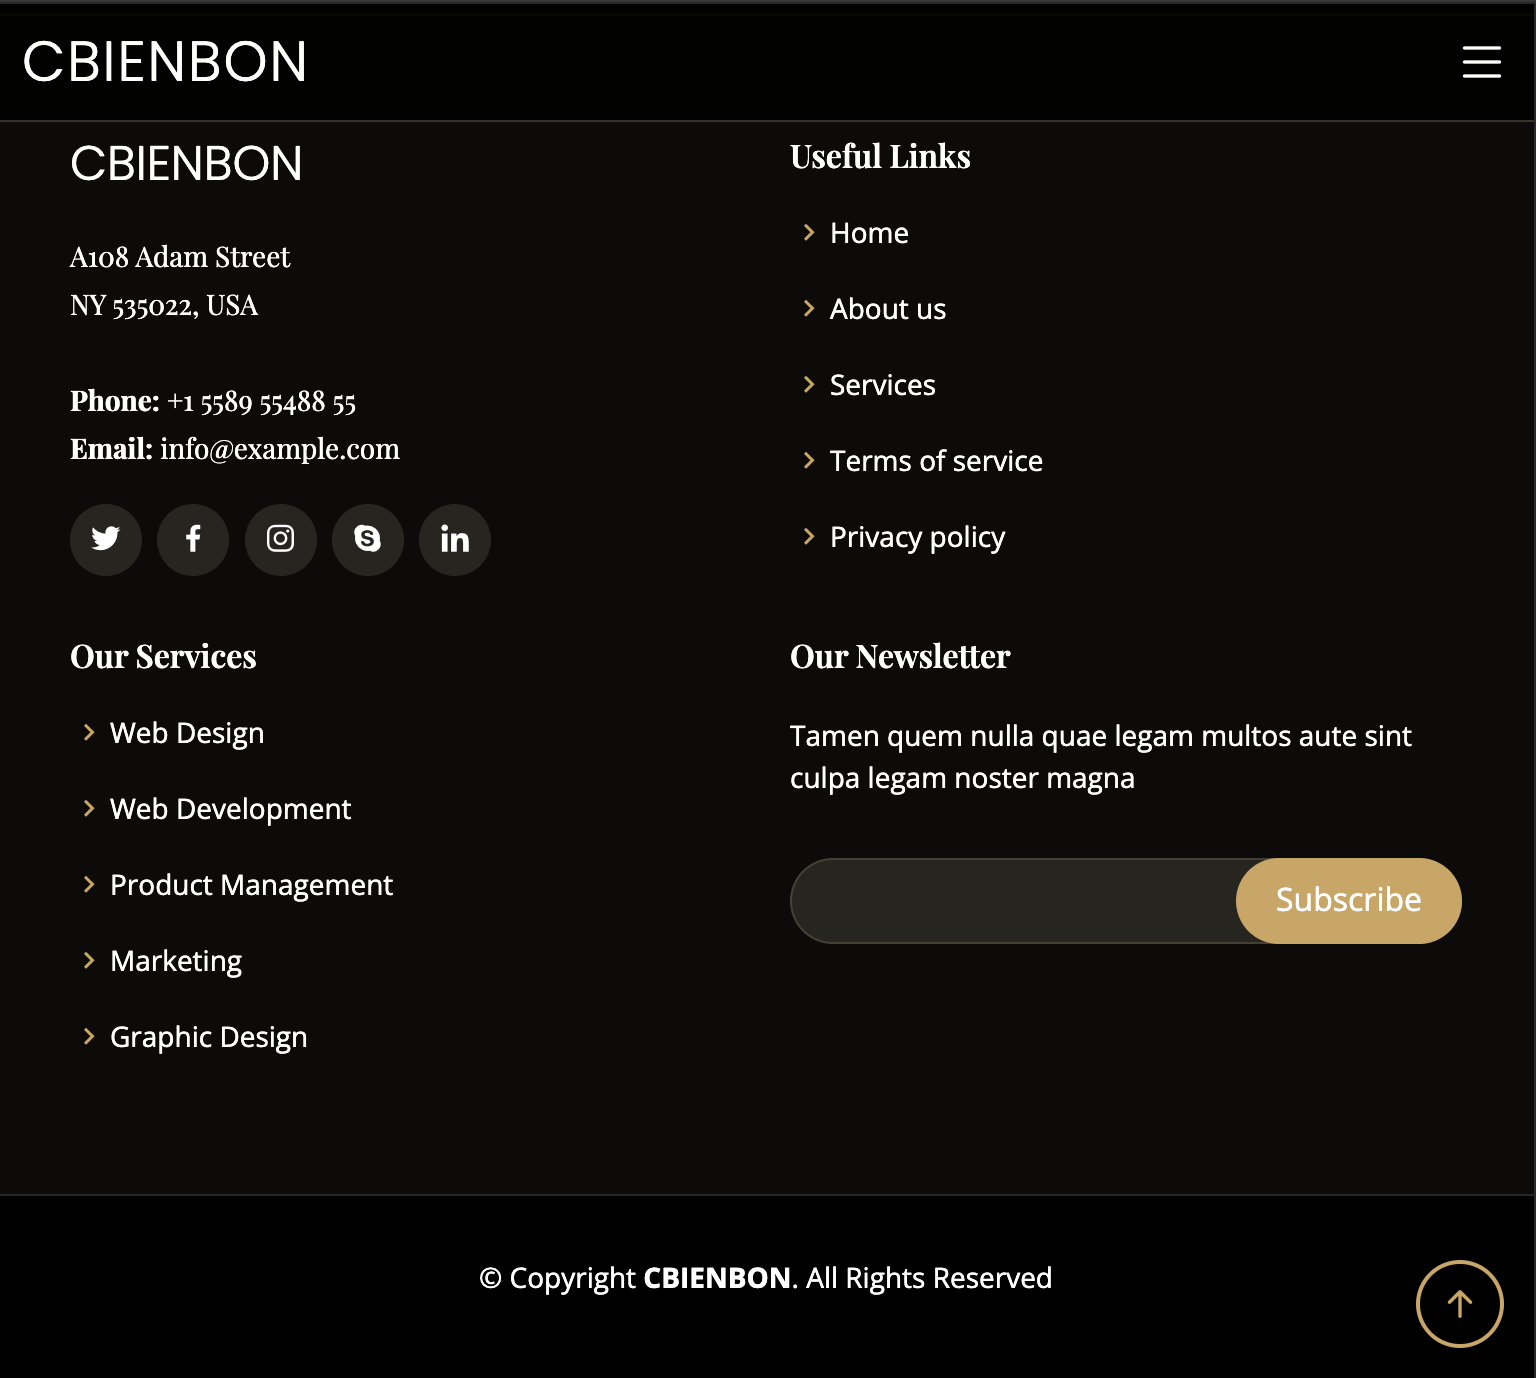 CBIENBON
CBIENBON
A108 Adam Street
NY 535022, USA
Phone: +1 5589 55488 55
Email: info@example.com
Useful Links
Home
About us
Services
Terms of service
Privacy policy
Our Services
Web Design
Web Development
Product Management
Marketing
Graphic Design
Our Newsletter
Tamen quem nulla quae legam multos aute sint
culpa legam noster magna
Subscribe
© Copyright CBIENBON. All Rights Reserved